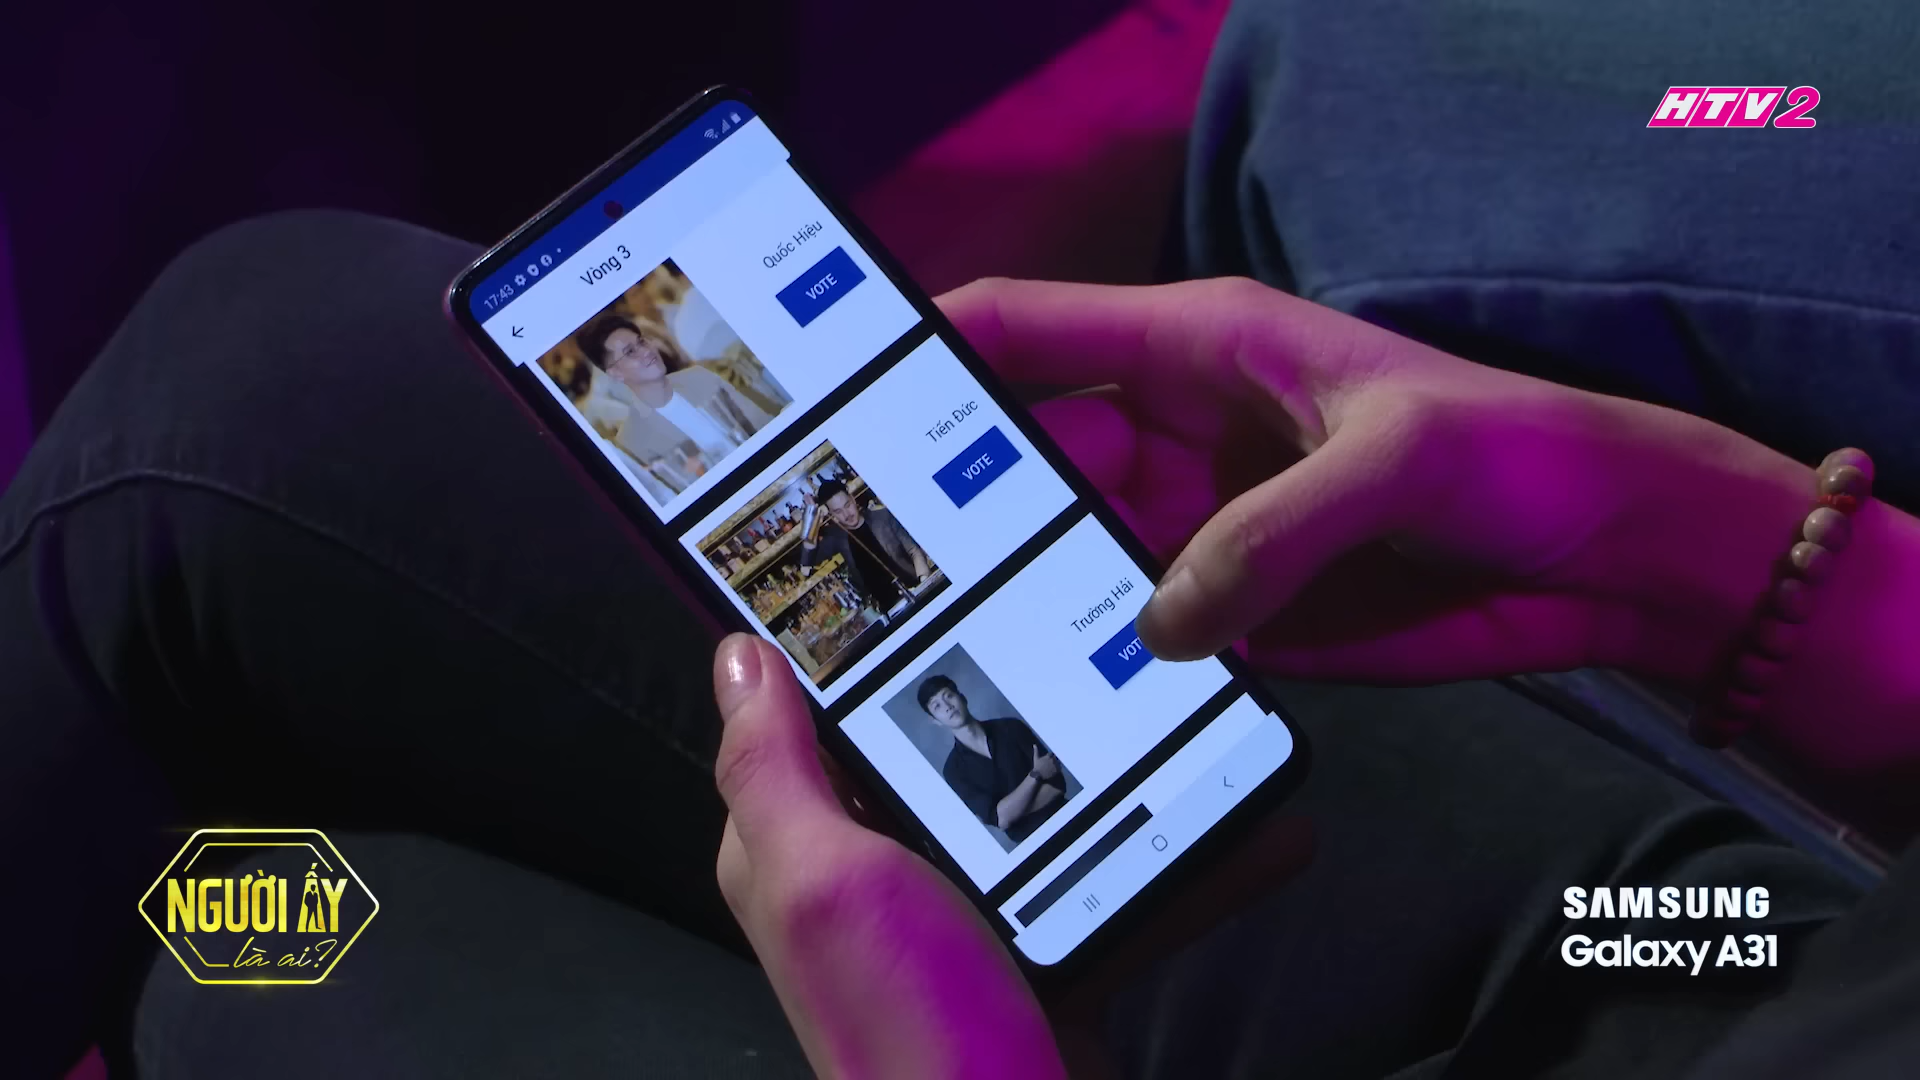 HTV2
17:43
Vòng 3
Quốc Hiệu
VOTE
Tiến Đức
VOTE
Trường Hải
VOT
NGƯỜI ẤY
là ai?
SAMSUNG
Galaxy A31